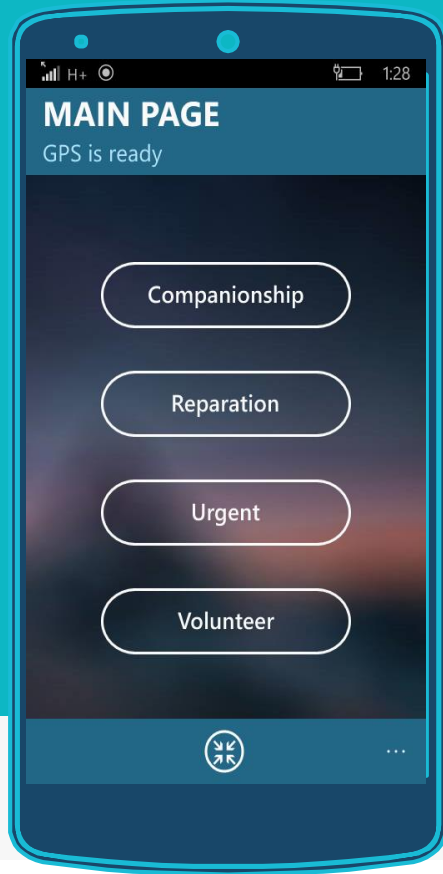 H+ 1:28
MAIN PAGE
GPS is ready
Companionship
Reparation
Urgent
Volunteer
...